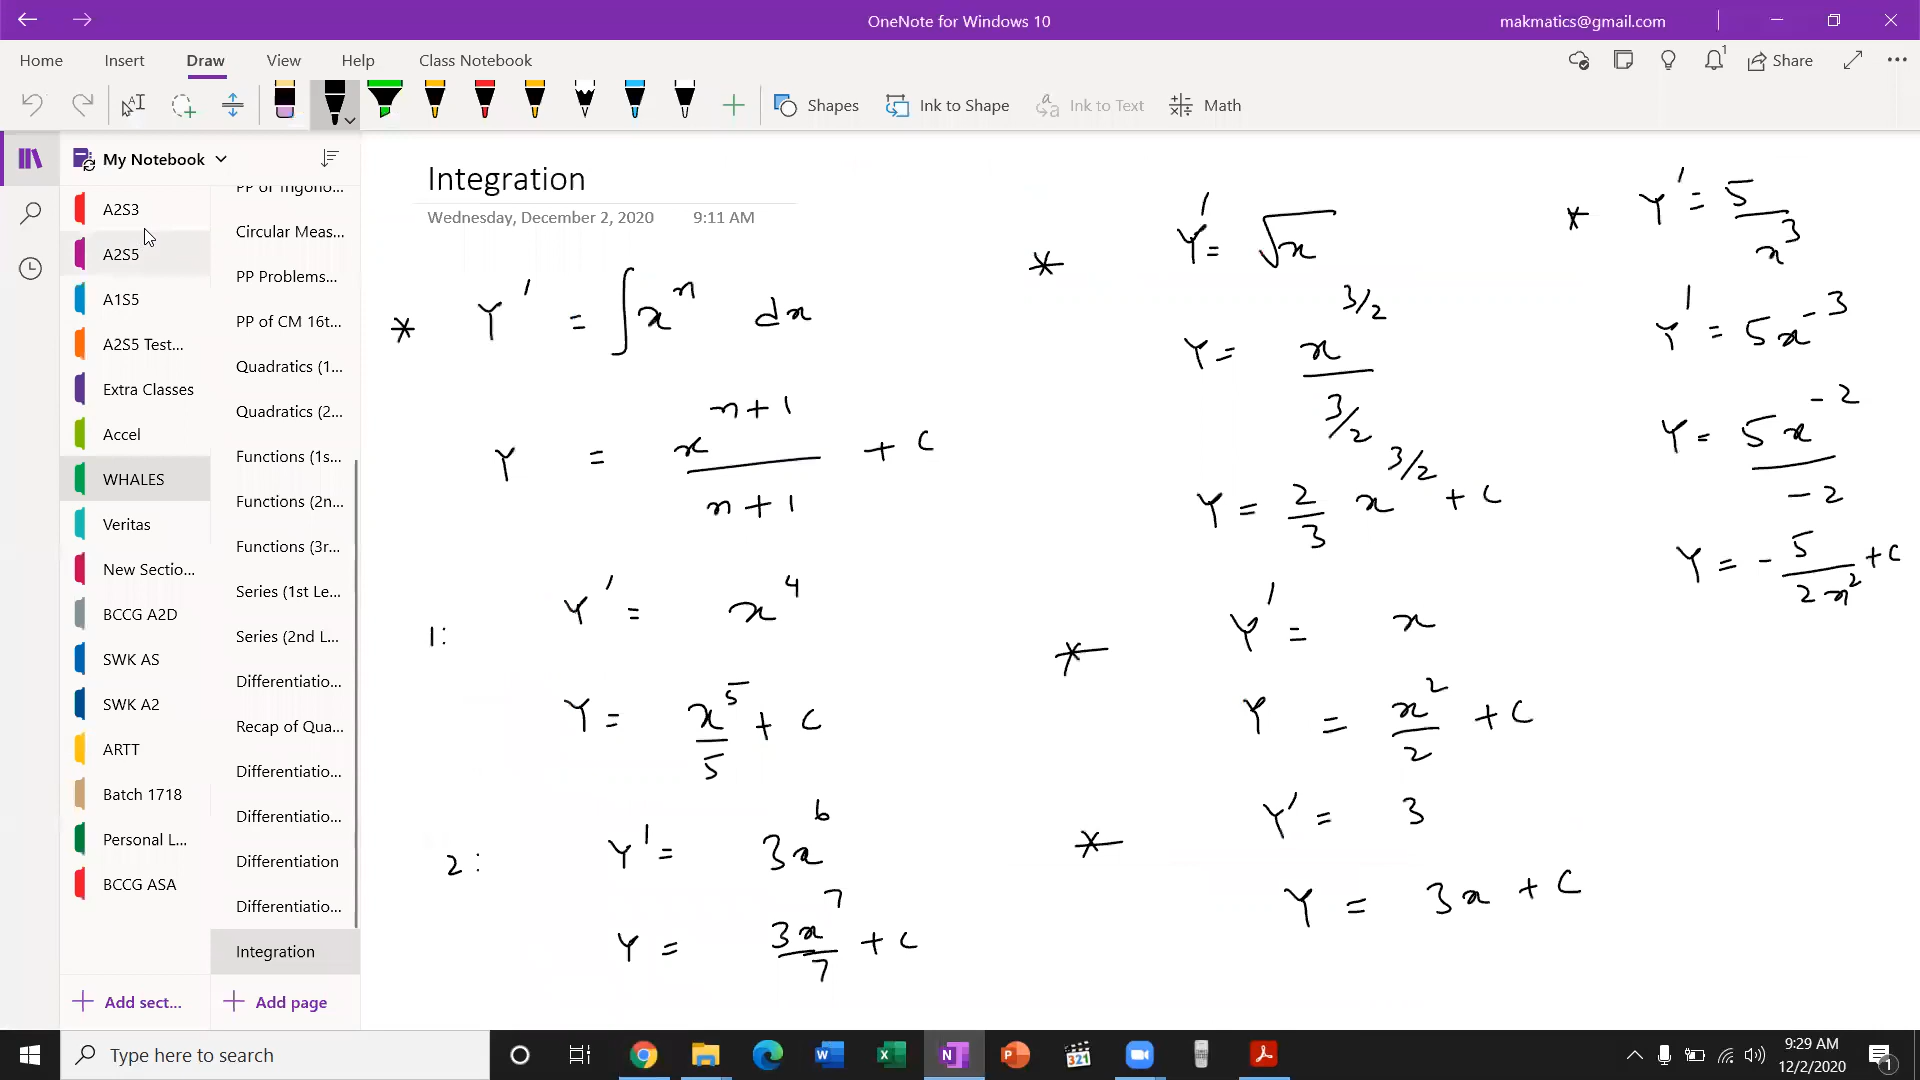 OneNote for Windows 10
makmatics@gmail.com
Home
Insert
Draw
View
Help
Class Notebook
1
Share
Shapes
Ink to Shape
Ink to Text
Math
My Notebook
A2S3
A2S5
A1S5
A2S5 Test...
Extra Classes
Accel
WHALES
Veritas
New Sectio...
BCCG A2D
SWK AS
SWK A2
ARTT
Batch 1718
Personal L...
BCCG ASA
Add sect...
PP of Trigono...
Circular Meas...
PP Problems...
PP of CM 16t...
Quadratics (1...
Quadratics (2...
Functions (1s...
Functions (2n...
Functions (3r...
Series (1st Le...
Series (2nd L...
Differentiatio...
Recap of Qua...
Differentiatio...
Differentiatio...
Differentiation
Differentiatio...
Integration
Add page
Integration
Wednesday, December 2, 2020 9:11 AM
* Y' = ∫x^n dx
Y = x^(n+1)/(n+1) + C
1: Y' = x^4
Y = x^5/5 + C
2: Y' = 3x^6
Y = 3x^7/7 + C
* Y' = √x
Y = x^(3/2)/(3/2)
Y = 2/3 x^(3/2) + C
* Y' = x
Y = x^2/2 + C
* Y' = 3
Y = 3x + C
* Y' = 5/x^3
Y' = 5x^-3
Y = 5x^-2/-2
Y = -5/(2x^2) + C
Type here to search
9:29 AM
12/2/2020
1